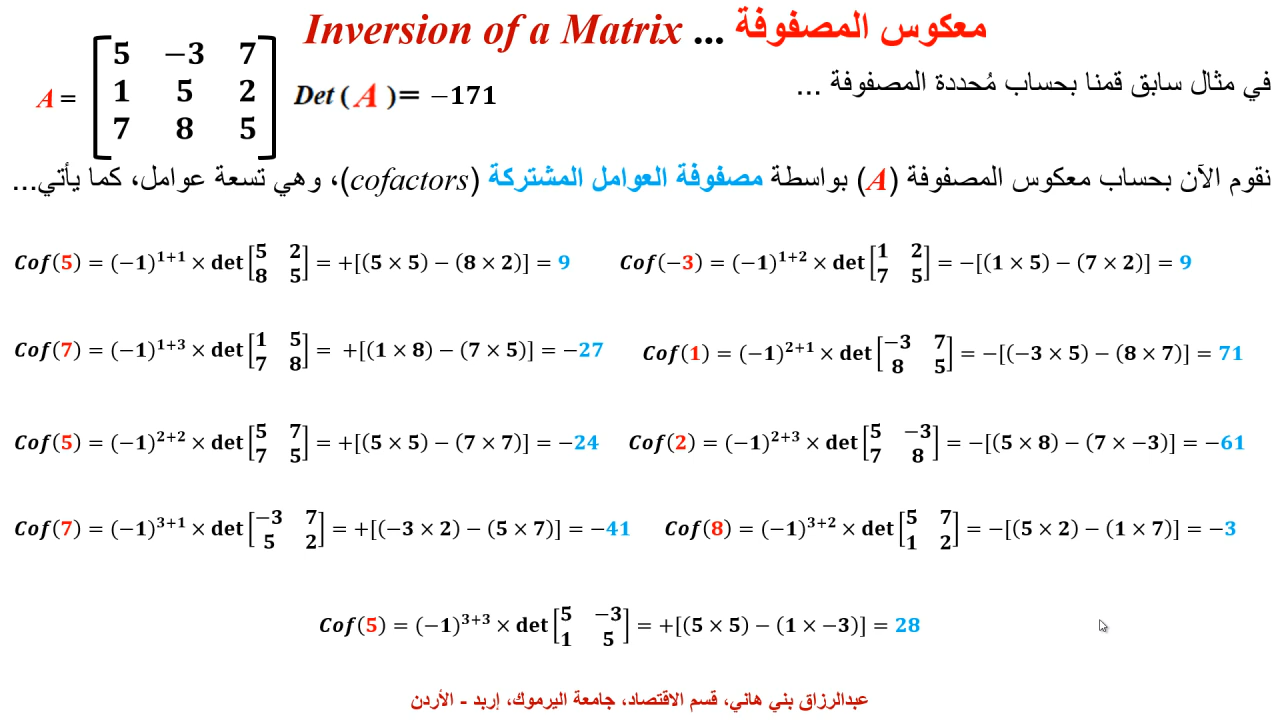 Inversion of a Matrix ... معكوس المصفوفة
A = [5 −3 7
1 5 2
7 8 5] Det ( A )= −171
في مثال سابق قمنا بحساب مُحددة المصفوفة ...
نقوم الآن بحساب معكوس المصفوفة (A) بواسطة مصفوفة العوامل المشتركة (cofactors)، وهي تسعة عوامل، كما يأتي...
Cof(5) = (−1)^{1+1} × det [5 2; 8 5] = +[(5 × 5) − (8 × 2)] = 9
Cof(−3) = (−1)^{1+2} × det [1 2; 7 5] = −[(1 × 5) − (7 × 2)] = 9
Cof(7) = (−1)^{1+3} × det [1 5; 7 8] = +[(1 × 8) − (7 × 5)] = −27
Cof(1) = (−1)^{2+1} × det [−3 7; 8 5] = −[(−3 × 5) − (8 × 7)] = 71
Cof(5) = (−1)^{2+2} × det [5 7; 7 5] = +[(5 × 5) − (7 × 7)] = −24
Cof(2) = (−1)^{2+3} × det [5 −3; 7 8] = −[(5 × 8) − (7 × −3)] = −61
Cof(7) = (−1)^{3+1} × det [−3 7; 5 2] = +[(−3 × 2) − (5 × 7)] = −41
Cof(8) = (−1)^{3+2} × det [5 7; 1 2] = −[(5 × 2) − (1 × 7)] = −3
Cof(5) = (−1)^{3+3} × det [5 −3; 1 5] = +[(5 × 5) − (1 × −3)] = 28
عبدالرزاق بني هاني، قسم الاقتصاد، جامعة اليرموك، إربد - الأردن